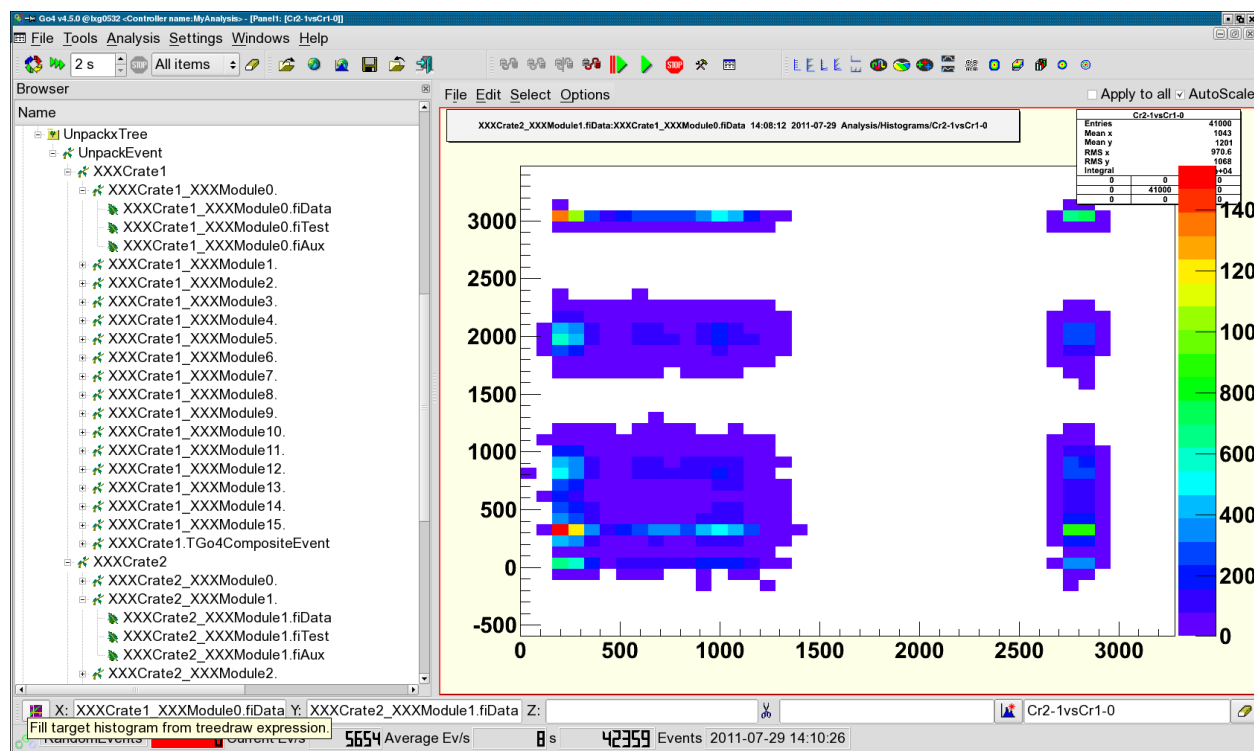 Go4 v4.5.0 @lxg0532 <Controller name:MyAnalysis> - [Panel1: [Cr2-1vsCr1-0]]
File Tools Analysis Settings Windows Help
2 s All items
Browser
Name
UnpackxTree
UnpackEvent
XXXCrate1
XXXCrate1_XXXModule0.
XXXCrate1_XXXModule0.fiData
XXXCrate1_XXXModule0.fiTest
XXXCrate1_XXXModule0.fiAux
XXXCrate1_XXXModule1.
XXXCrate1_XXXModule2.
XXXCrate1_XXXModule3.
XXXCrate1_XXXModule4.
XXXCrate1_XXXModule5.
XXXCrate1_XXXModule6.
XXXCrate1_XXXModule7.
XXXCrate1_XXXModule8.
XXXCrate1_XXXModule9.
XXXCrate1_XXXModule10.
XXXCrate1_XXXModule11.
XXXCrate1_XXXModule12.
XXXCrate1_XXXModule13.
XXXCrate1_XXXModule14.
XXXCrate1_XXXModule15.
XXXCrate1.TGo4CompositeEvent
XXXCrate2
XXXCrate2_XXXModule0.
XXXCrate2_XXXModule1.
XXXCrate2_XXXModule1.fiData
XXXCrate2_XXXModule1.fiTest
XXXCrate2_XXXModule1.fiAux
XXXCrate2_XXXModule2.
File Edit Select Options
Apply to all AutoScale
XXXCrate2_XXXModule1.fiData:XXXCrate1_XXXModule0.fiData 14:08:12 2011-07-29 Analysis/Histograms/Cr2-1vsCr1-0
Cr2-1vsCr1-0
Entries 41000
Mean x 1043
Mean y 1201
RMS x 970.6
RMS y 1068
Integral e+04
0 0 0
0 41000 0
0 0 0
3000
2500
2000
1500
1000
500
0
-500
0 500 1000 1500 2000 2500 3000
140
120
100
800
600
400
200
0
X: XXXCrate1_XXXModule0.fiData Y: XXXCrate2_XXXModule1.fiData Z: Cr2-1vsCr1-0
Fill target histogram from treedraw expression.
RandomEvents 0 Current Ev/s 5654 Average Ev/s 8 s 42359 Events 2011-07-29 14:10:26